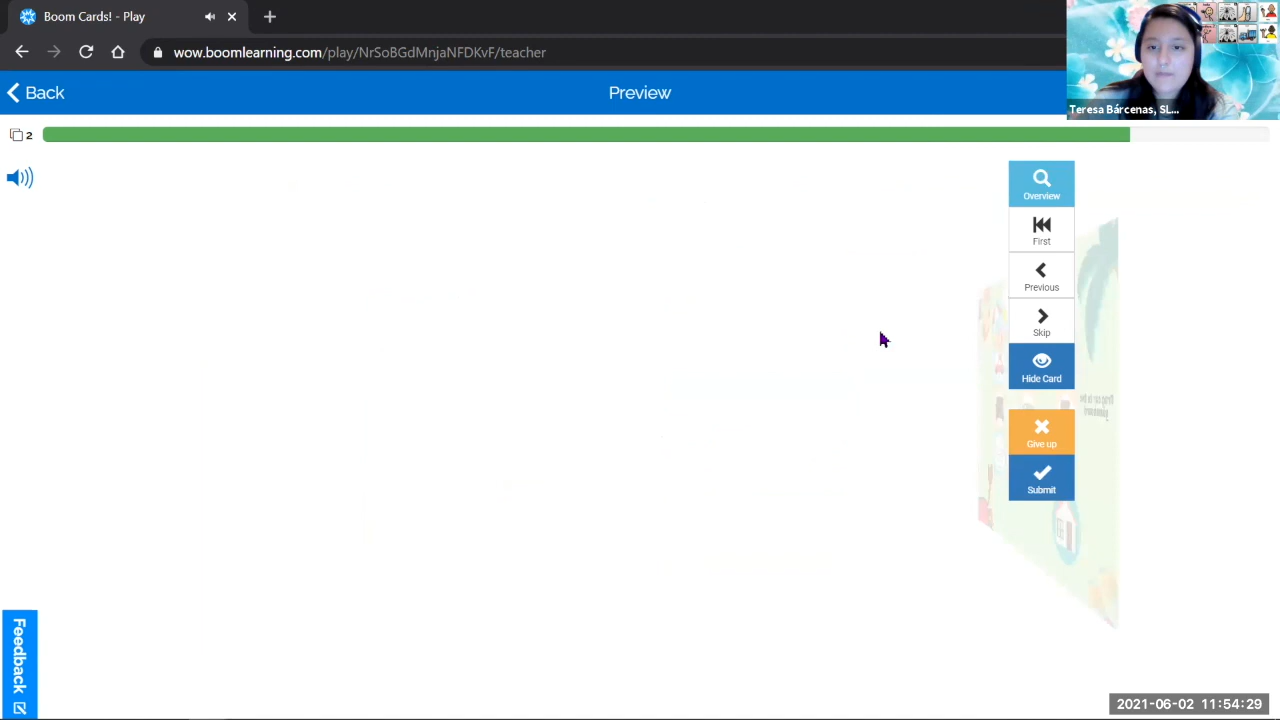 Boom Cards! - Play
wow.boomlearning.com/play/NrSoBGdMnjaNFDkvF/teacher
Back
Preview
Teresa Bárcenas, SL...
2
Overview
First
Previous
Skip
Hide Card
Give up
Submit
Feedback
2021-06-02 11:54:29